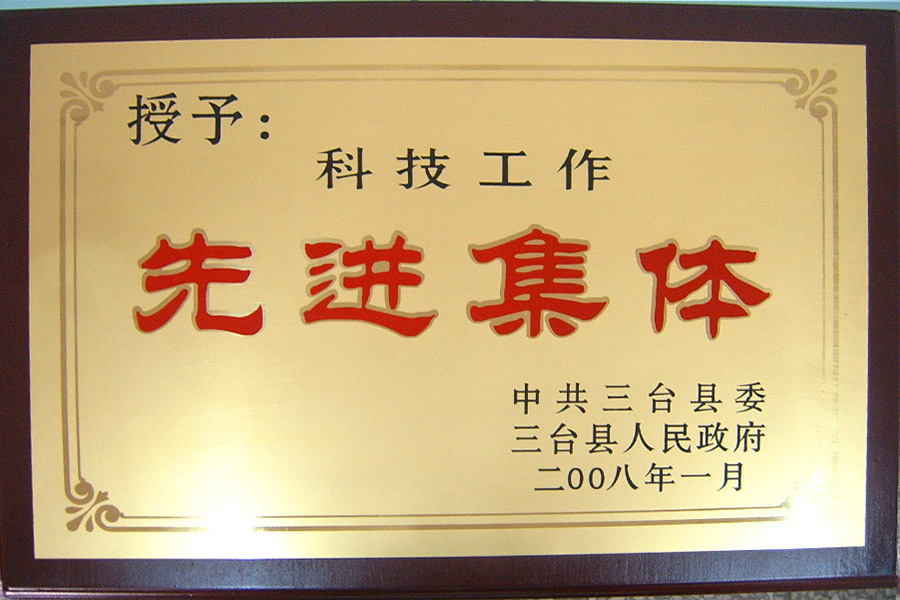 授予：
科技工作
先进集体
中共三台县委
三台县人民政府
二00八年一月